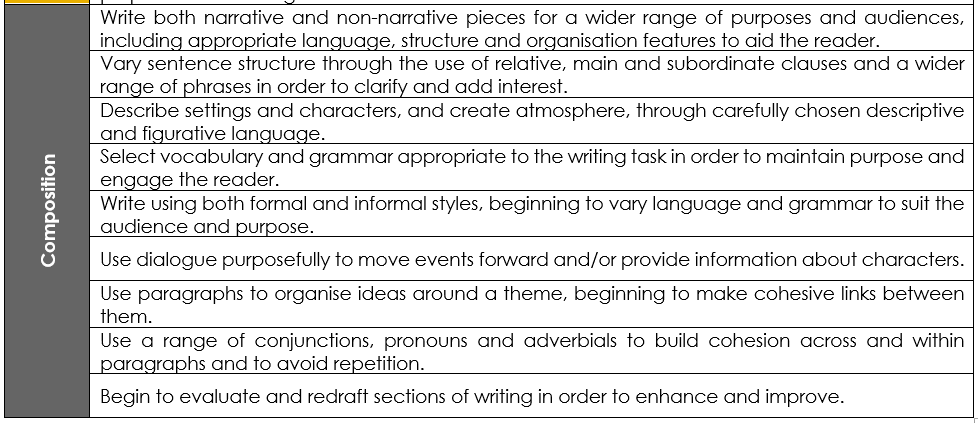 Write both narrative and non-narrative pieces for a wider range of purposes and audiences,
including appropriate language, structure and organisation features to aid the reader.
Vary sentence structure through the use of relative, main and subordinate clauses and a wider
range of phrases in order to clarify and add interest.
Describe settings and characters, and create atmosphere, through carefully chosen descriptive
and figurative language.
Select vocabulary and grammar appropriate to the writing task in order to maintain purpose and
engage the reader.
Composition
Write using both formal and informal styles, beginning to vary language and grammar to suit the
audience and purpose.
Use dialogue purposefully to move events forward and/or provide information about characters.
Use paragraphs to organise ideas around a theme, beginning to make cohesive links between
them.
Use a range of conjunctions, pronouns and adverbials to build cohesion across and within
paragraphs and to avoid repetition.
Begin to evaluate and redraft sections of writing in order to enhance and improve.